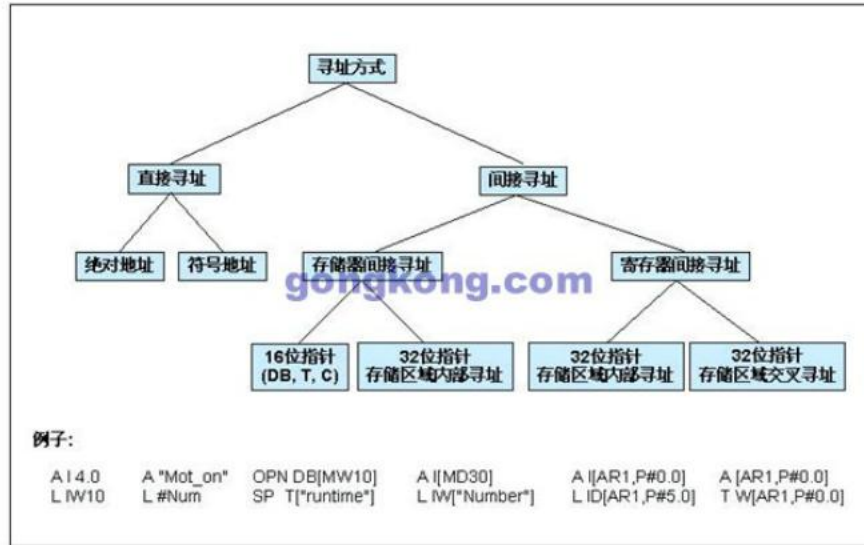 寻址方式
直接寻址
间接寻址
绝对地址
符号地址
存储器间接寻址
寄存器间接寻址
gongkong.com
16位指针
(DB, T, C)
32位指针
存储区域内部寻址
32位指针
存储区域内部寻址
32位指针
存储区域交叉寻址
例子:
A I 4.0 A "Mot_on" OPN DB[MW10] A I[MD30] A I[AR1,P#0.0] A [AR1,P#0.0]
L IW10 L #Num SP T["runtime"] L IW["Number"] L ID[AR1,P#5.0] T W[AR1,P#0.0]